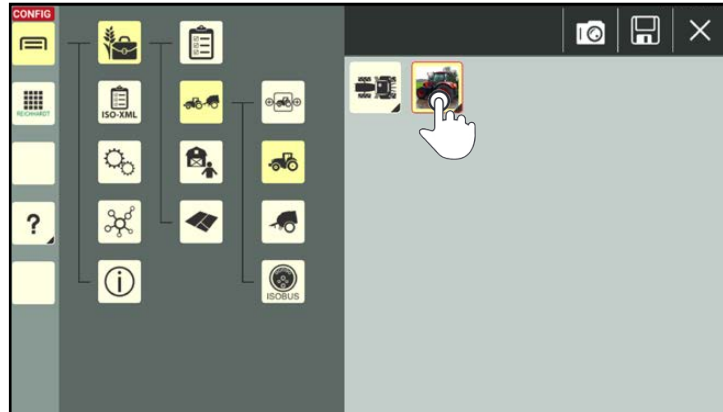 CONFIG
REICHHARDT
ISO-XML
?
i
ISOBUS